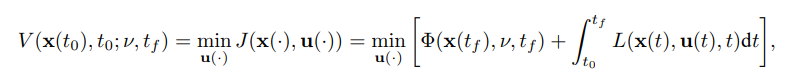 V(𝐱(t₀), t₀; ν, t_f) = min_{𝐮(·)} J(𝐱(·), 𝐮(·)) = min_{𝐮(·)} [Φ(𝐱(t_f), ν, t_f) + ∫_{t₀}^{t_f} L(𝐱(t), 𝐮(t), t)dt],